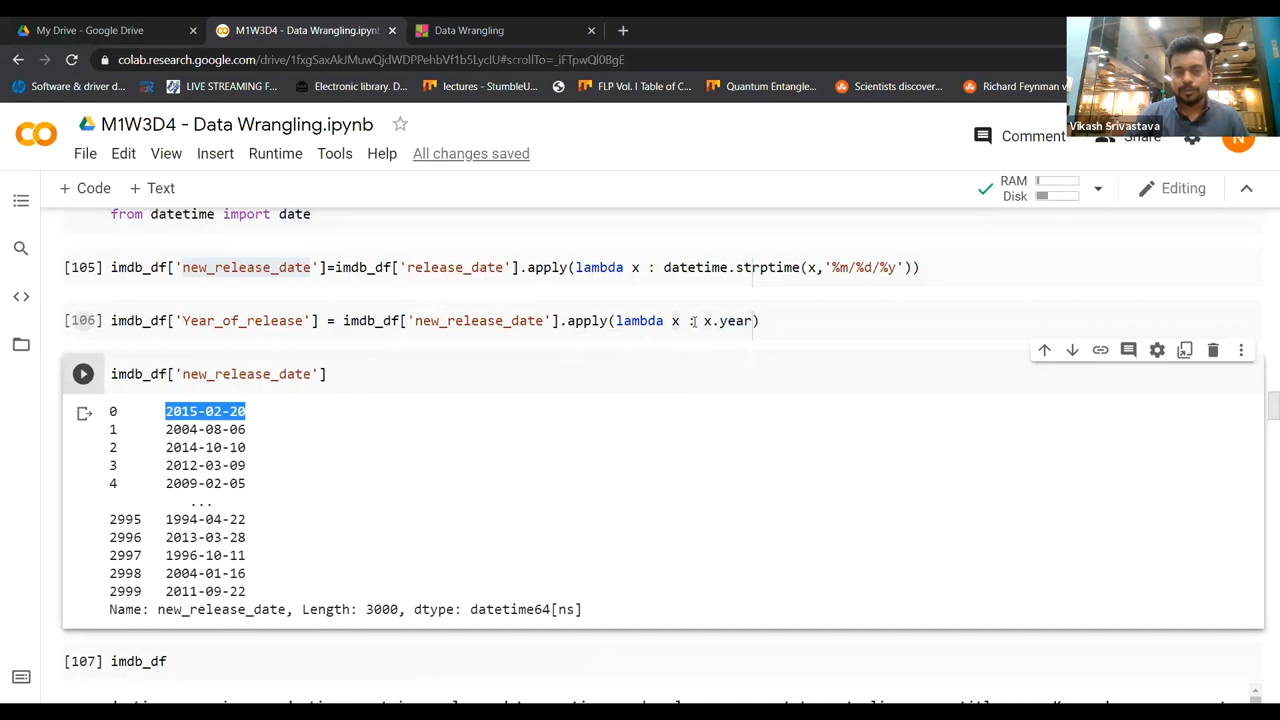 My Drive - Google Drive
M1W3D4 - Data Wrangling.ipynb
Data Wrangling
colab.research.google.com/drive/1fxgSaxAkJMuwQjdWDPPehbVf1b5LyclU#scrollTo=_iFTpwQl0BgE
Software & driver d...
LIVE STREAMING F...
Electronic library. D...
lectures - StumbleU...
FLP Vol. I Table of C...
Quantum Entangle...
Scientists discover...
Richard Feynman v
Vikash Srivastava
M1W3D4 - Data Wrangling.ipynb
Comment
Share
N
File Edit View Insert Runtime Tools Help All changes saved
+ Code + Text
RAM
Disk
Editing
from datetime import date
[105] imdb_df['new_release_date']=imdb_df['release_date'].apply(lambda x : datetime.strptime(x,'%m/%d/%y'))
[106] imdb_df['Year_of_release'] = imdb_df['new_release_date'].apply(lambda x : x.year)
imdb_df['new_release_date']
0 2015-02-20
1 2004-08-06
2 2014-10-10
3 2012-03-09
4 2009-02-05
...
2995 1994-04-22
2996 2013-03-28
2997 1996-10-11
2998 2004-01-16
2999 2011-09-22
Name: new_release_date, Length: 3000, dtype: datetime64[ns]
[107] imdb_df